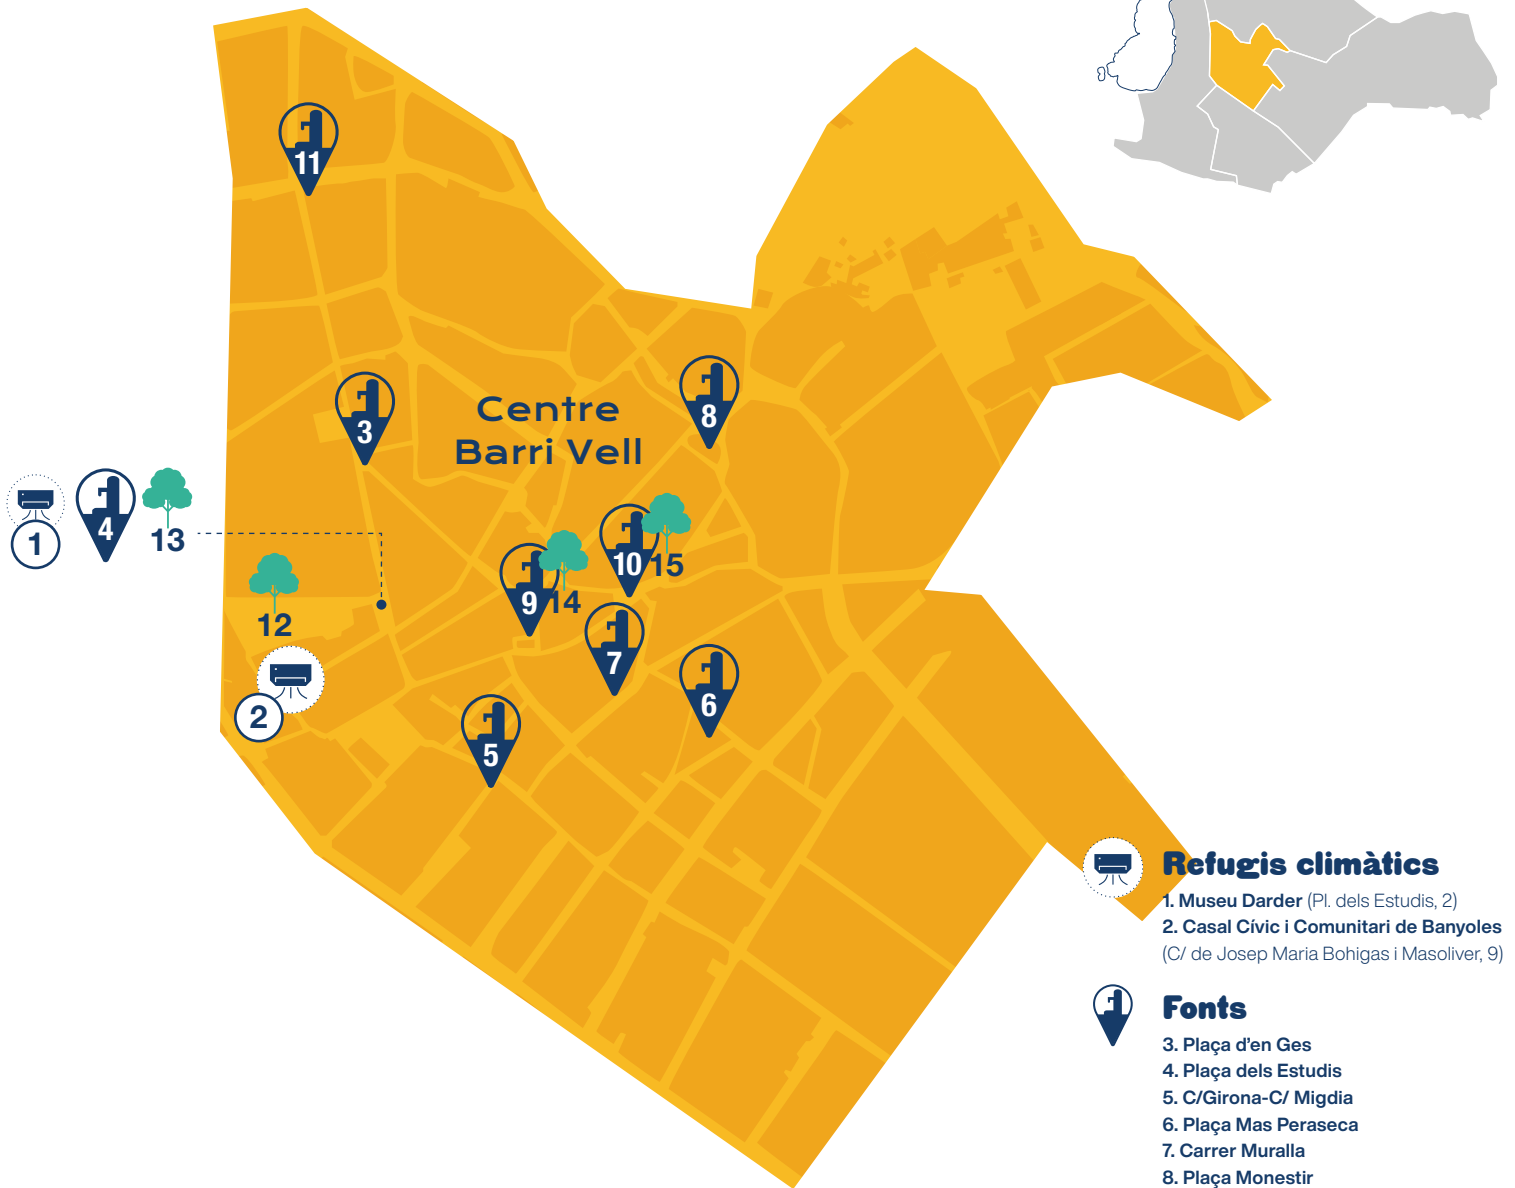 11
Centre
Barri Vell
3
8
1
4
13
10
15
9
14
12
7
2
6
5
Refugis climàtics
1. Museu Darder (Pl. dels Estudis, 2)
2. Casal Cívic i Comunitari de Banyoles
(C/ de Josep Maria Bohigas i Masoliver, 9)
Fonts
3. Plaça d'en Ges
4. Plaça dels Estudis
5. C/Girona-C/ Migdia
6. Plaça Mas Peraseca
7. Carrer Muralla
8. Plaça Monestir